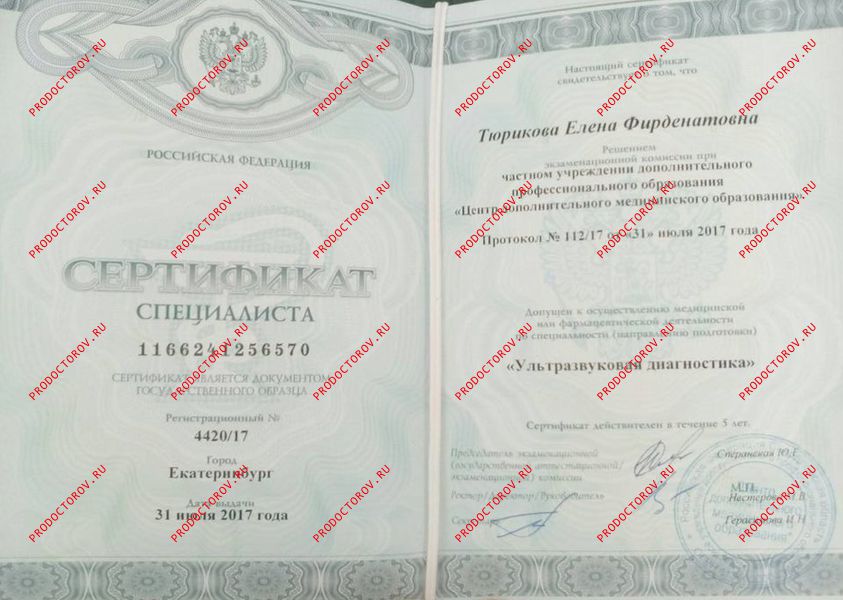 РОССИЙСКАЯ ФЕДЕРАЦИЯ
СЕРТИФИКАТ
СПЕЦИАЛИСТА
1166241256570
СЕРТИФИКАТ ЯВЛЯЕТСЯ ДОКУМЕНТОМ
ГОСУДАРСТВЕННОГО ОБРАЗЦА
Регистрационный №
4420/17
Город
Екатеринбург
Дата выдачи
31 июля 2017 года
Настоящий сертификат
свидетельствует о том, что
Тюрикова Елена Фирденатовна
Решением
экзаменационной комиссии при
частном учреждении дополнительного
профессионального образования
«Центр дополнительного медицинского образования».
Протокол № 112/17 от «31» июля 2017 года
Допущен к осуществлению медицинской
или фармацевтической деятельности
по специальности (направлению подготовки)
«Ультразвуковая диагностика»
Сертификат действителен в течение 5 лет.
Председатель экзаменационной
(государственной аттестационной/
экзаменационной) комиссии
Сперанская Ю.Г.
М.П.
Ректор/Директор/Руководитель
Нестерова В.
Секретарь
Герасимова И.Н.
PRODOCTOROV.RU